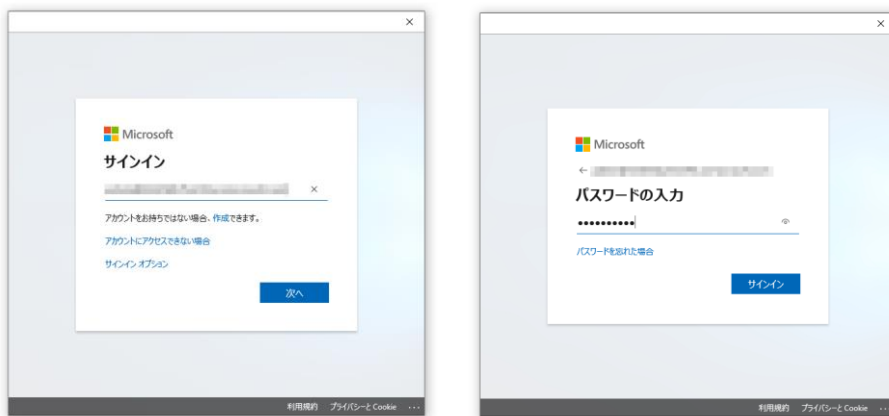 Microsoft
サインイン
アカウントをお持ちではない場合、作成できます。
アカウントにアクセスできない場合
サインイン オプション
次へ
利用規約 プライバシーと Cookie ...
Microsoft
パスワードの入力
••••••••••
パスワードを忘れた場合
サインイン
利用規約 プライバシーと Cookie ...